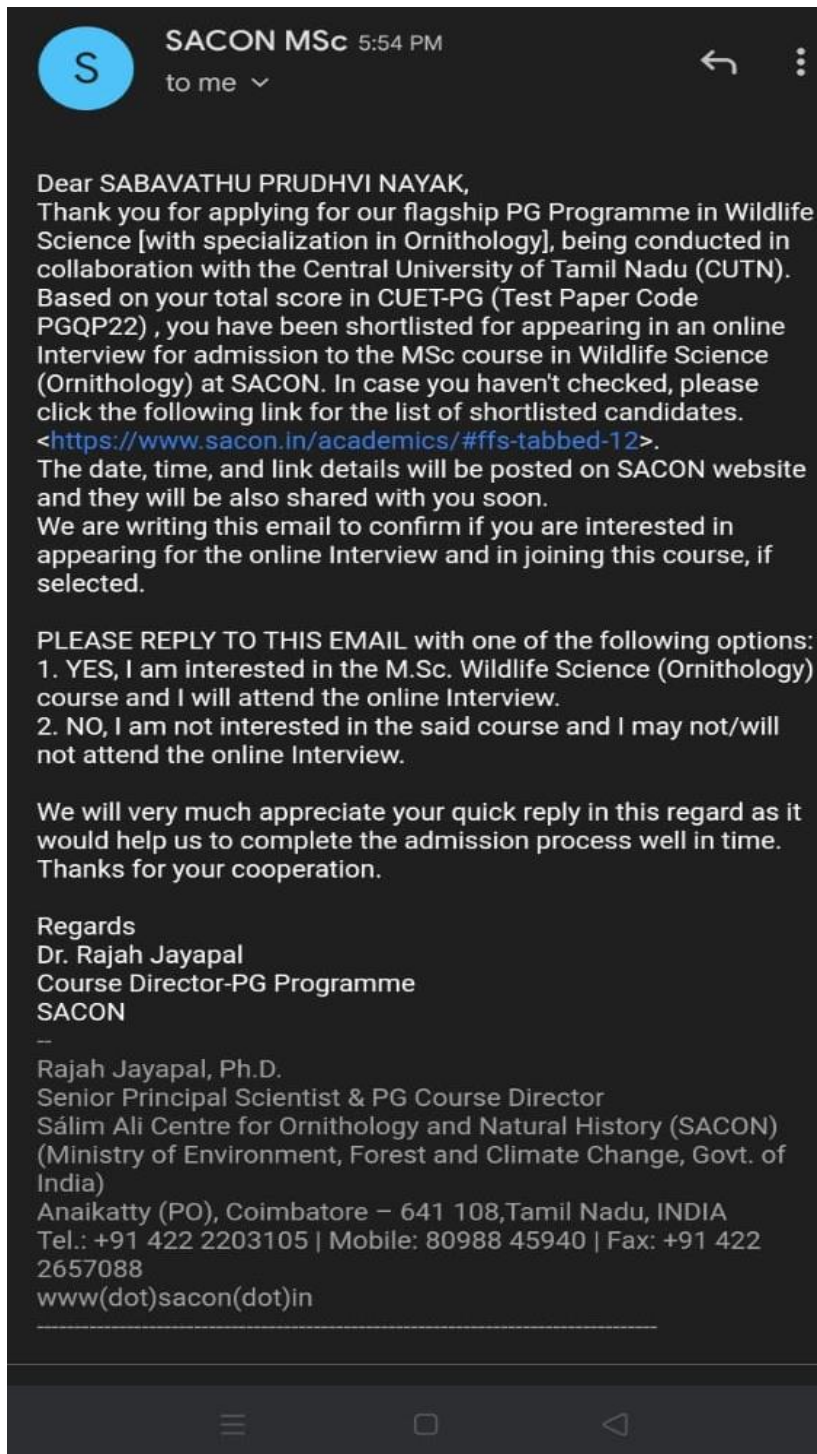 S
SACON MSc 5:54 PM
to me
Dear SABAVATHU PRUDHVI NAYAK,
Thank you for applying for our flagship PG Programme in Wildlife
Science [with specialization in Ornithology], being conducted in
collaboration with the Central University of Tamil Nadu (CUTN).
Based on your total score in CUET-PG (Test Paper Code
PGQP22) , you have been shortlisted for appearing in an online
Interview for admission to the MSc course in Wildlife Science
(Ornithology) at SACON. In case you haven't checked, please
click the following link for the list of shortlisted candidates.
<https://www.sacon.in/academics/#ffs-tabbed-12>.
The date, time, and link details will be posted on SACON website
and they will be also shared with you soon.
We are writing this email to confirm if you are interested in
appearing for the online Interview and in joining this course, if
selected.
PLEASE REPLY TO THIS EMAIL with one of the following options:
1. YES, I am interested in the M.Sc. Wildlife Science (Ornithology)
course and I will attend the online Interview.
2. NO, I am not interested in the said course and I may not/will
not attend the online Interview.
We will very much appreciate your quick reply in this regard as it
would help us to complete the admission process well in time.
Thanks for your cooperation.
Regards
Dr. Rajah Jayapal
Course Director-PG Programme
SACON
--
Rajah Jayapal, Ph.D.
Senior Principal Scientist & PG Course Director
Sálim Ali Centre for Ornithology and Natural History (SACON)
(Ministry of Environment, Forest and Climate Change, Govt. of
India)
Anaikatty (PO), Coimbatore – 641 108,Tamil Nadu, INDIA
Tel.: +91 422 2203105 | Mobile: 80988 45940 | Fax: +91 422
2657088
www(dot)sacon(dot)in
--------------------------------------------------------------------------------